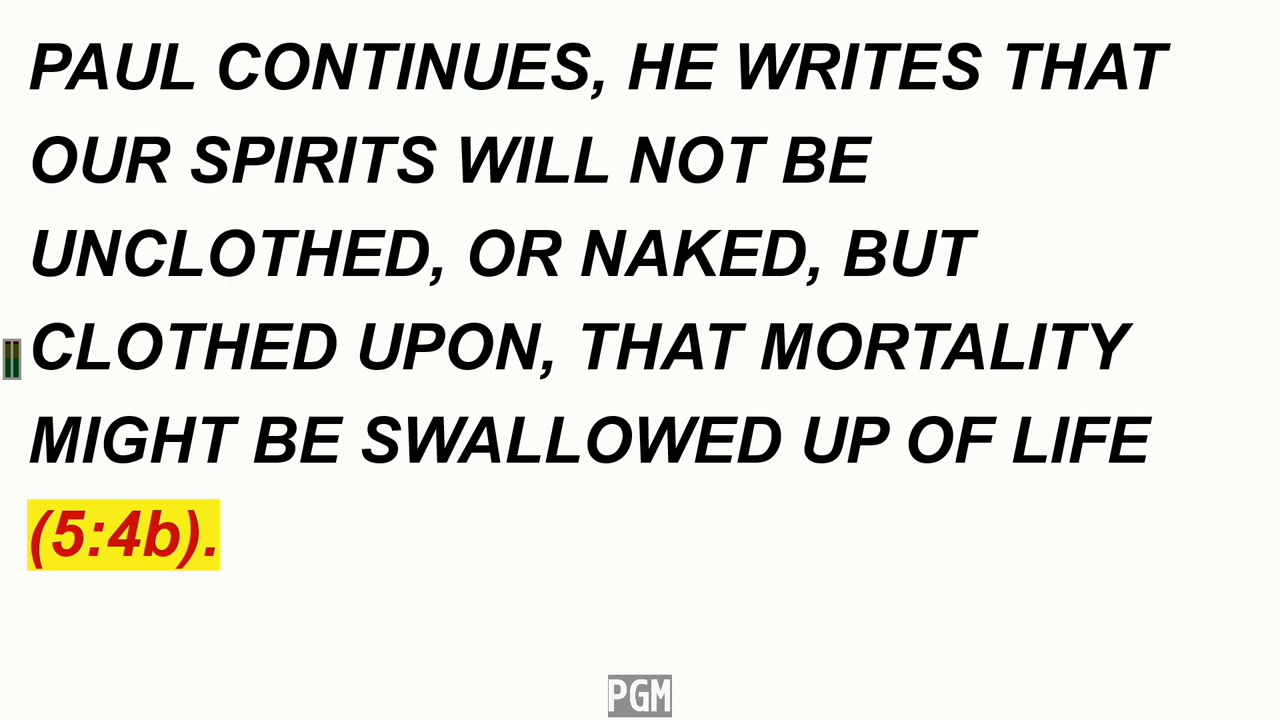 PAUL CONTINUES, HE WRITES THAT
OUR SPIRITS WILL NOT BE
UNCLOTHED, OR NAKED, BUT
CLOTHED UPON, THAT MORTALITY
MIGHT BE SWALLOWED UP OF LIFE
(5:4b).
PGM